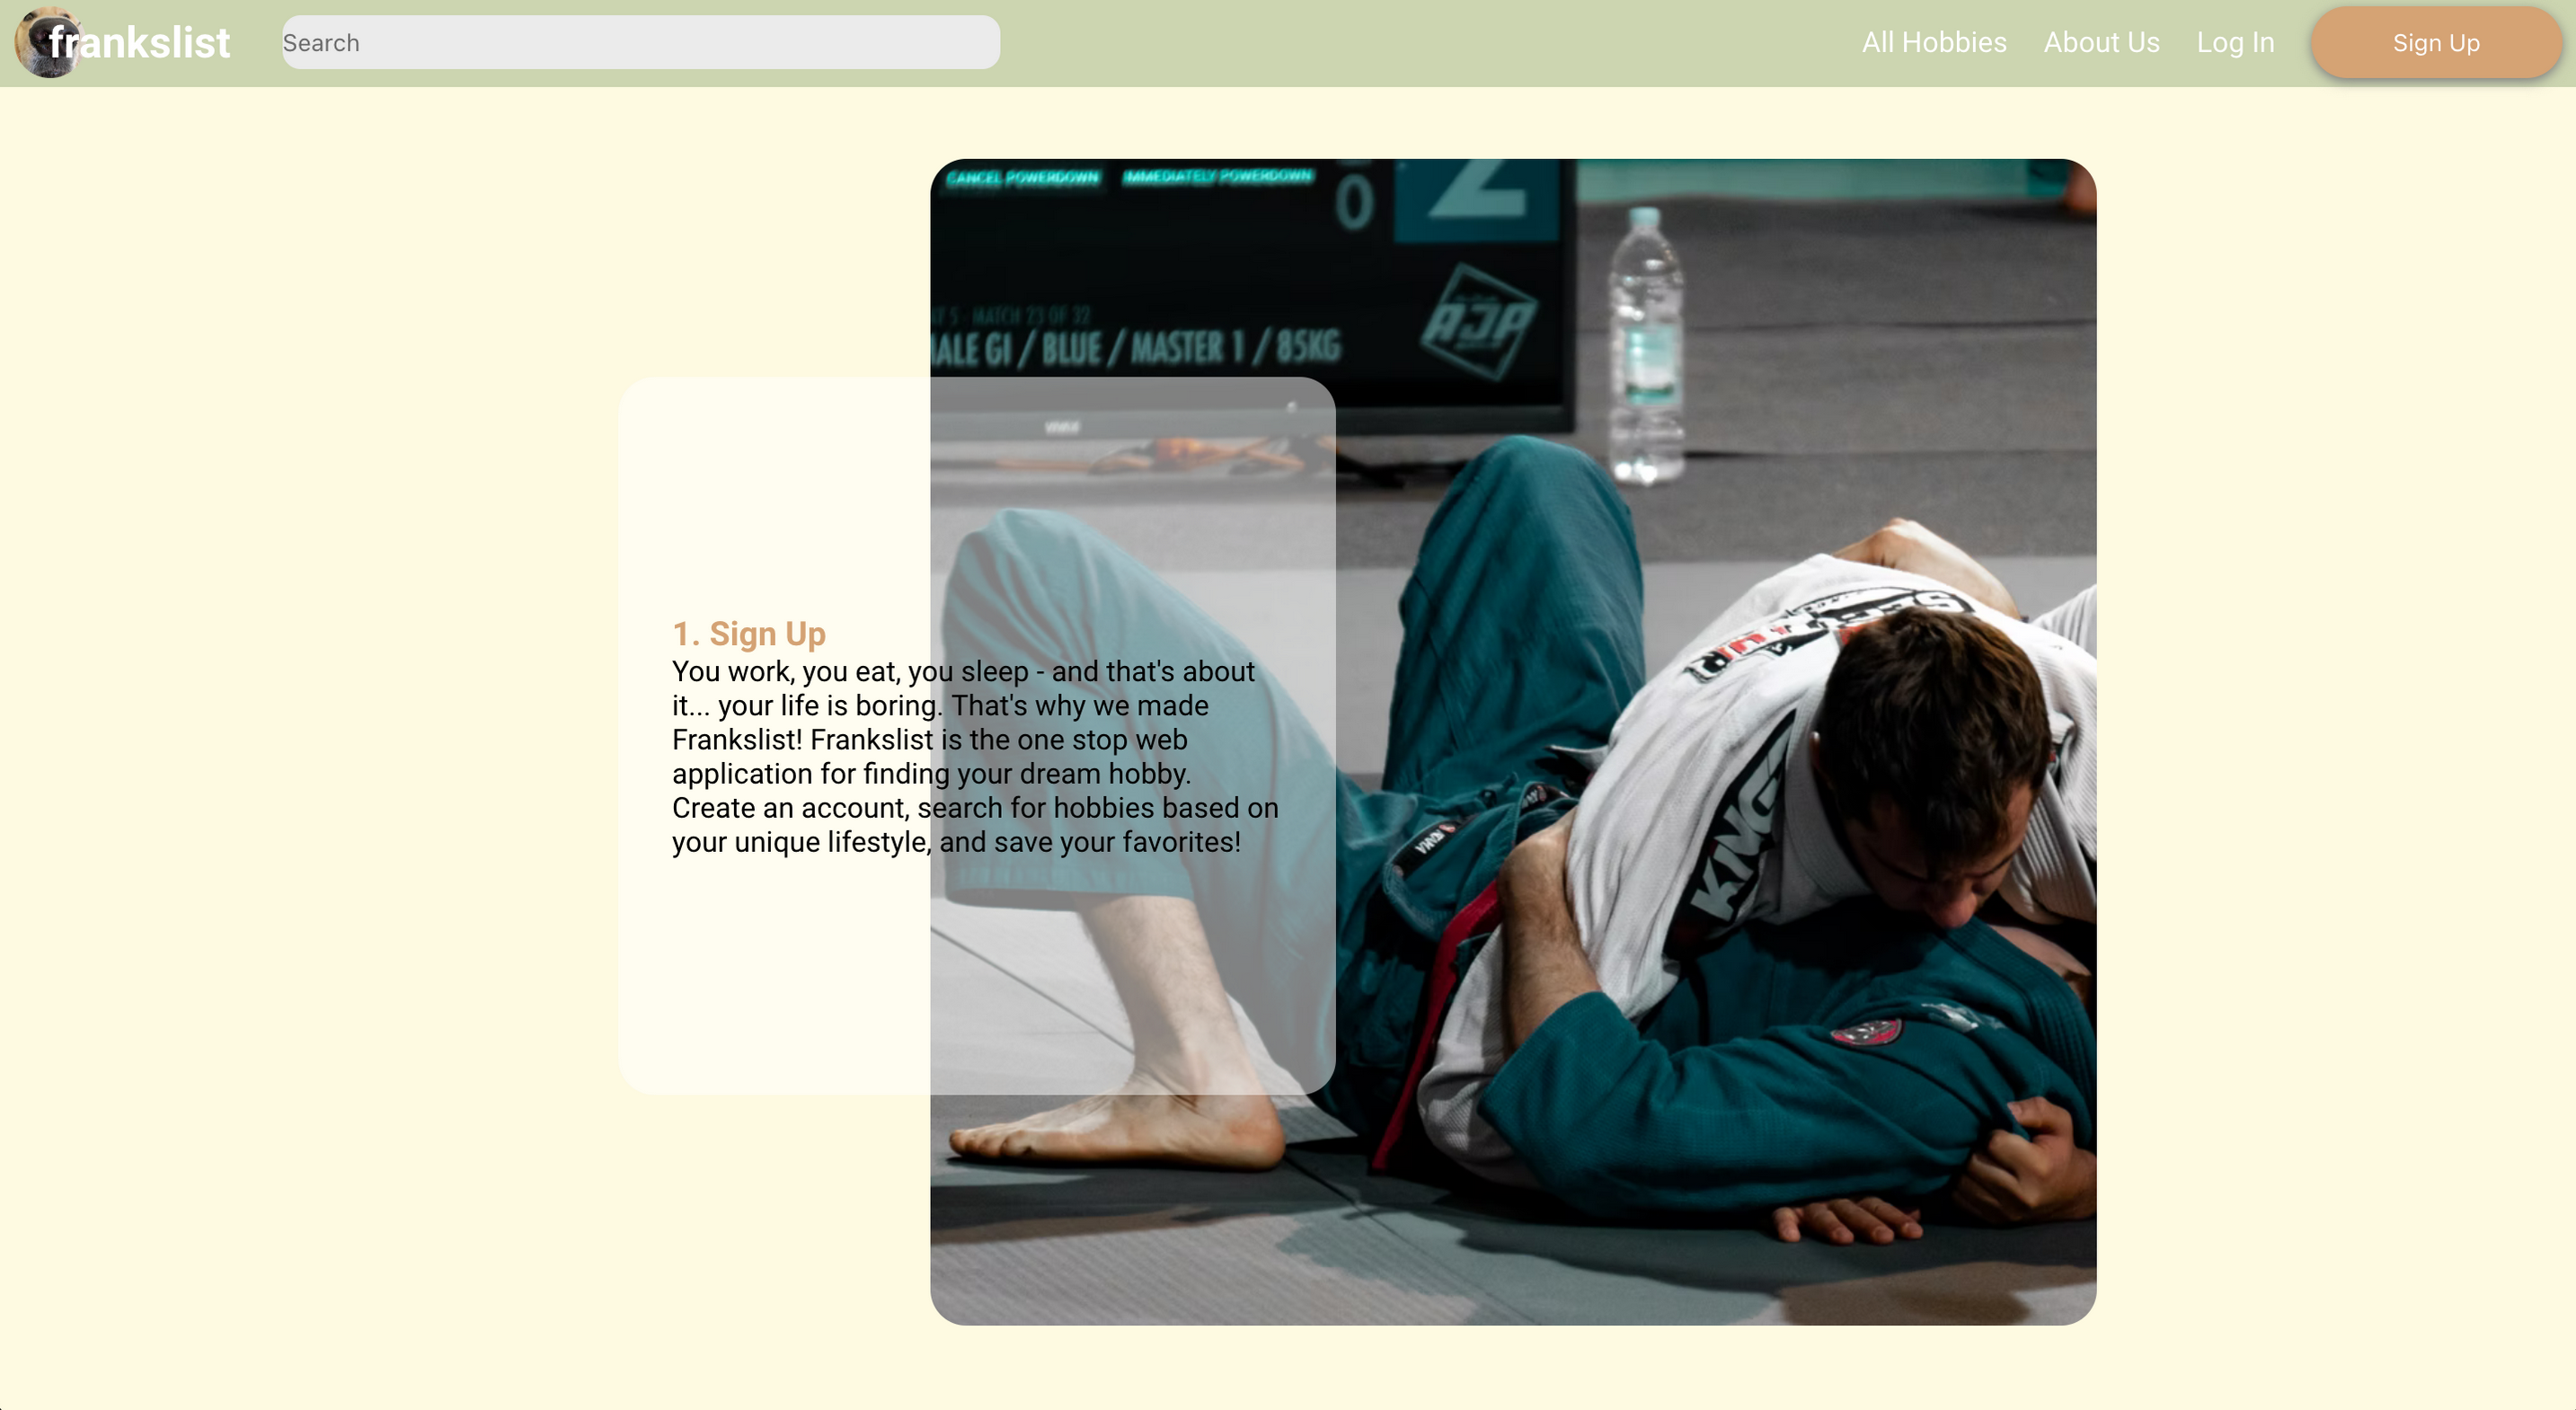 frankslist
Search
All Hobbies
About Us
Log In
Sign Up
CANCEL POWERDOWN
IMMEDIATELY POWERDOWN
0
2
MATCH 23 OF 32
ALE GI / BLUE / MASTER 1 / 85KG
AJP
1. Sign Up
You work, you eat, you sleep - and that's about
it... your life is boring. That's why we made
Frankslist! Frankslist is the one stop web
application for finding your dream hobby.
Create an account, search for hobbies based on
your unique lifestyle, and save your favorites!
KING